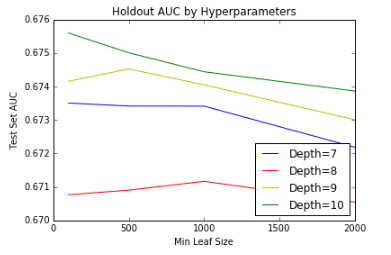 Holdout AUC by Hyperparameters
0.676
0.675
0.674
0.673
0.672
0.671
0.670
Test Set AUC
Depth=7
Depth=8
Depth=9
Depth=10
0
500
1000
1500
2000
Min Leaf Size